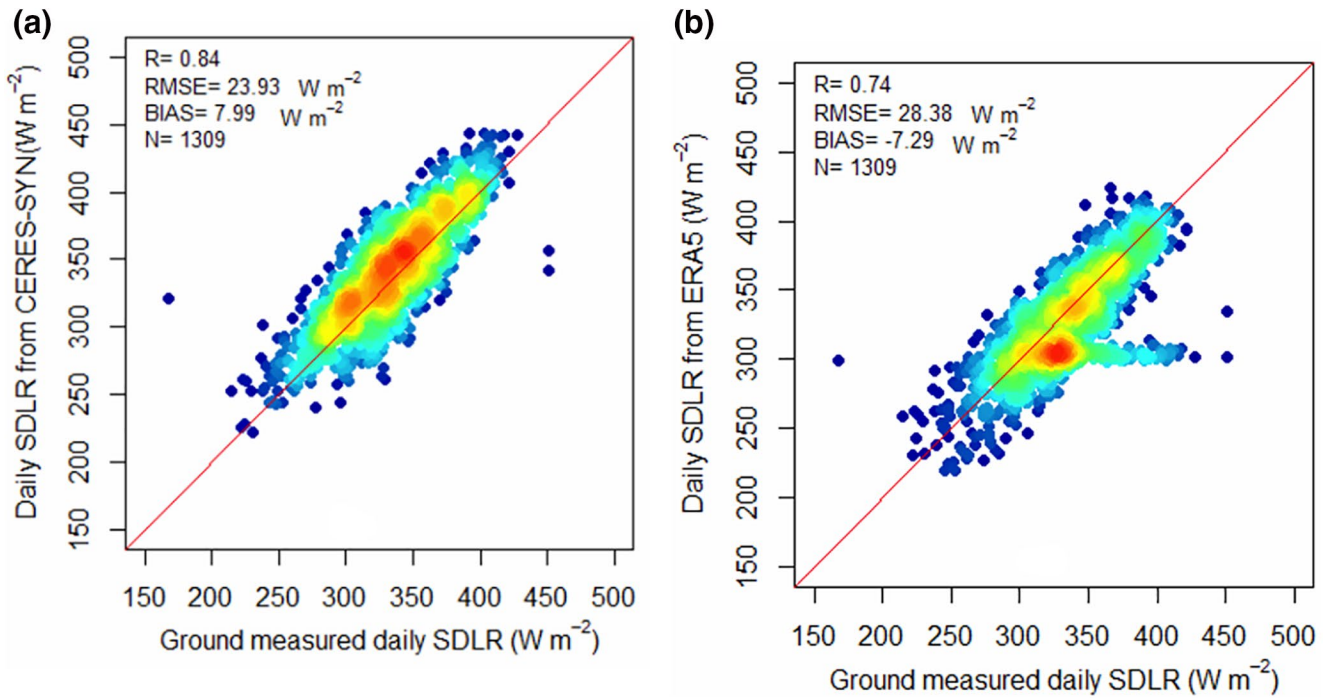 (a)
R= 0.84
RMSE= 23.93 W m⁻²
BIAS= 7.99 W m⁻²
N= 1309
Daily SDLR from CERES-SYN(W m⁻²)
500
450
400
350
300
250
200
150
150 200 250 300 350 400 450 500
Ground measured daily SDLR (W m⁻²)
(b)
R= 0.74
RMSE= 28.38 W m⁻²
BIAS= -7.29 W m⁻²
N= 1309
Daily SDLR from ERA5 (W m⁻²)
500
450
400
350
300
250
200
150
150 200 250 300 350 400 450 500
Ground measured daily SDLR (W m⁻²)